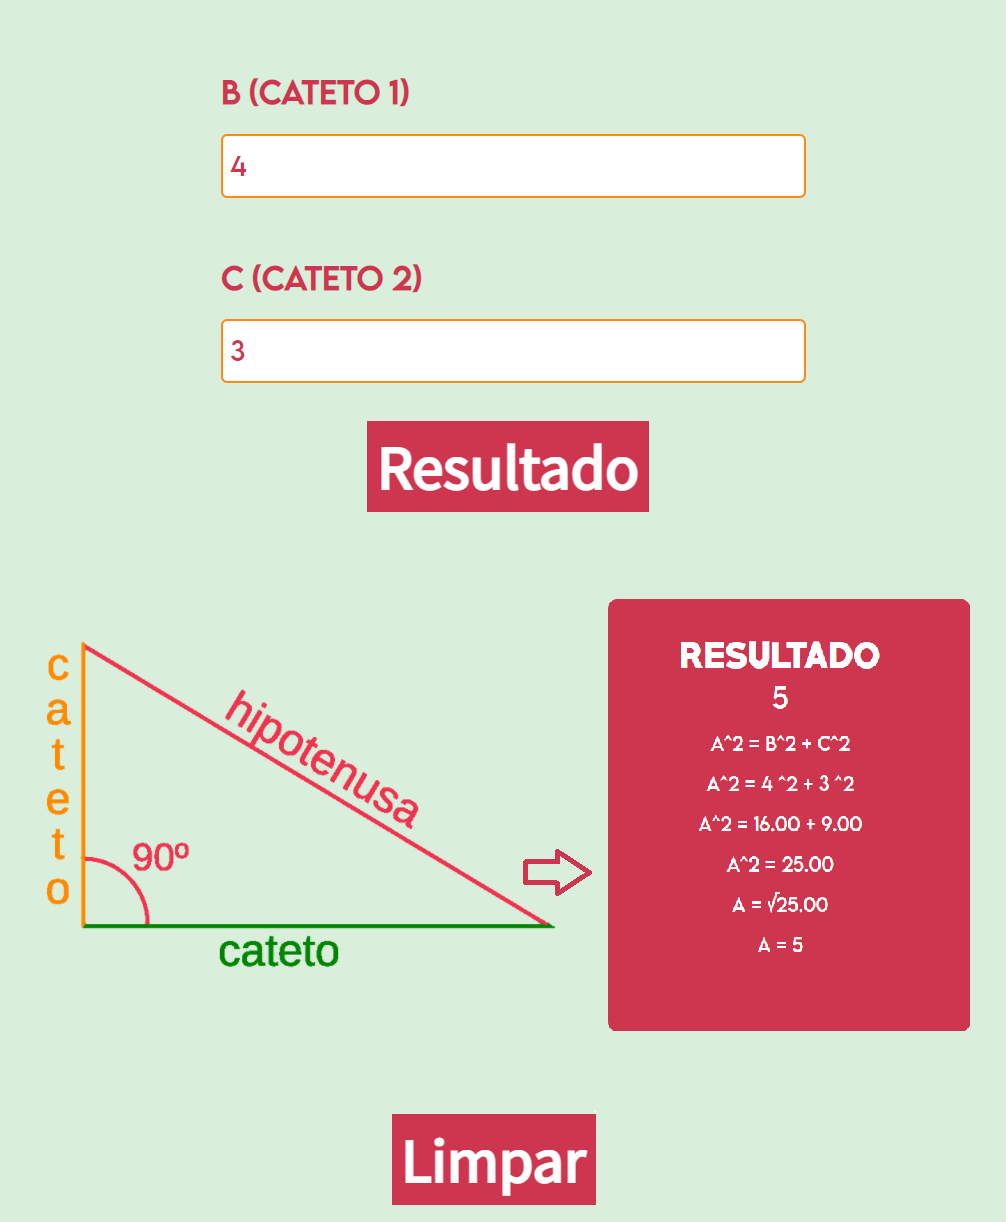 B (CATETO 1)
4
C (CATETO 2)
3
Resultado
cateto
hipotenusa
90º
cateto
RESULTADO
5
A^2 = B^2 + C^2
A^2 = 4 ^2 + 3 ^2
A^2 = 16.00 + 9.00
A^2 = 25.00
A = √25.00
A = 5
Limpar